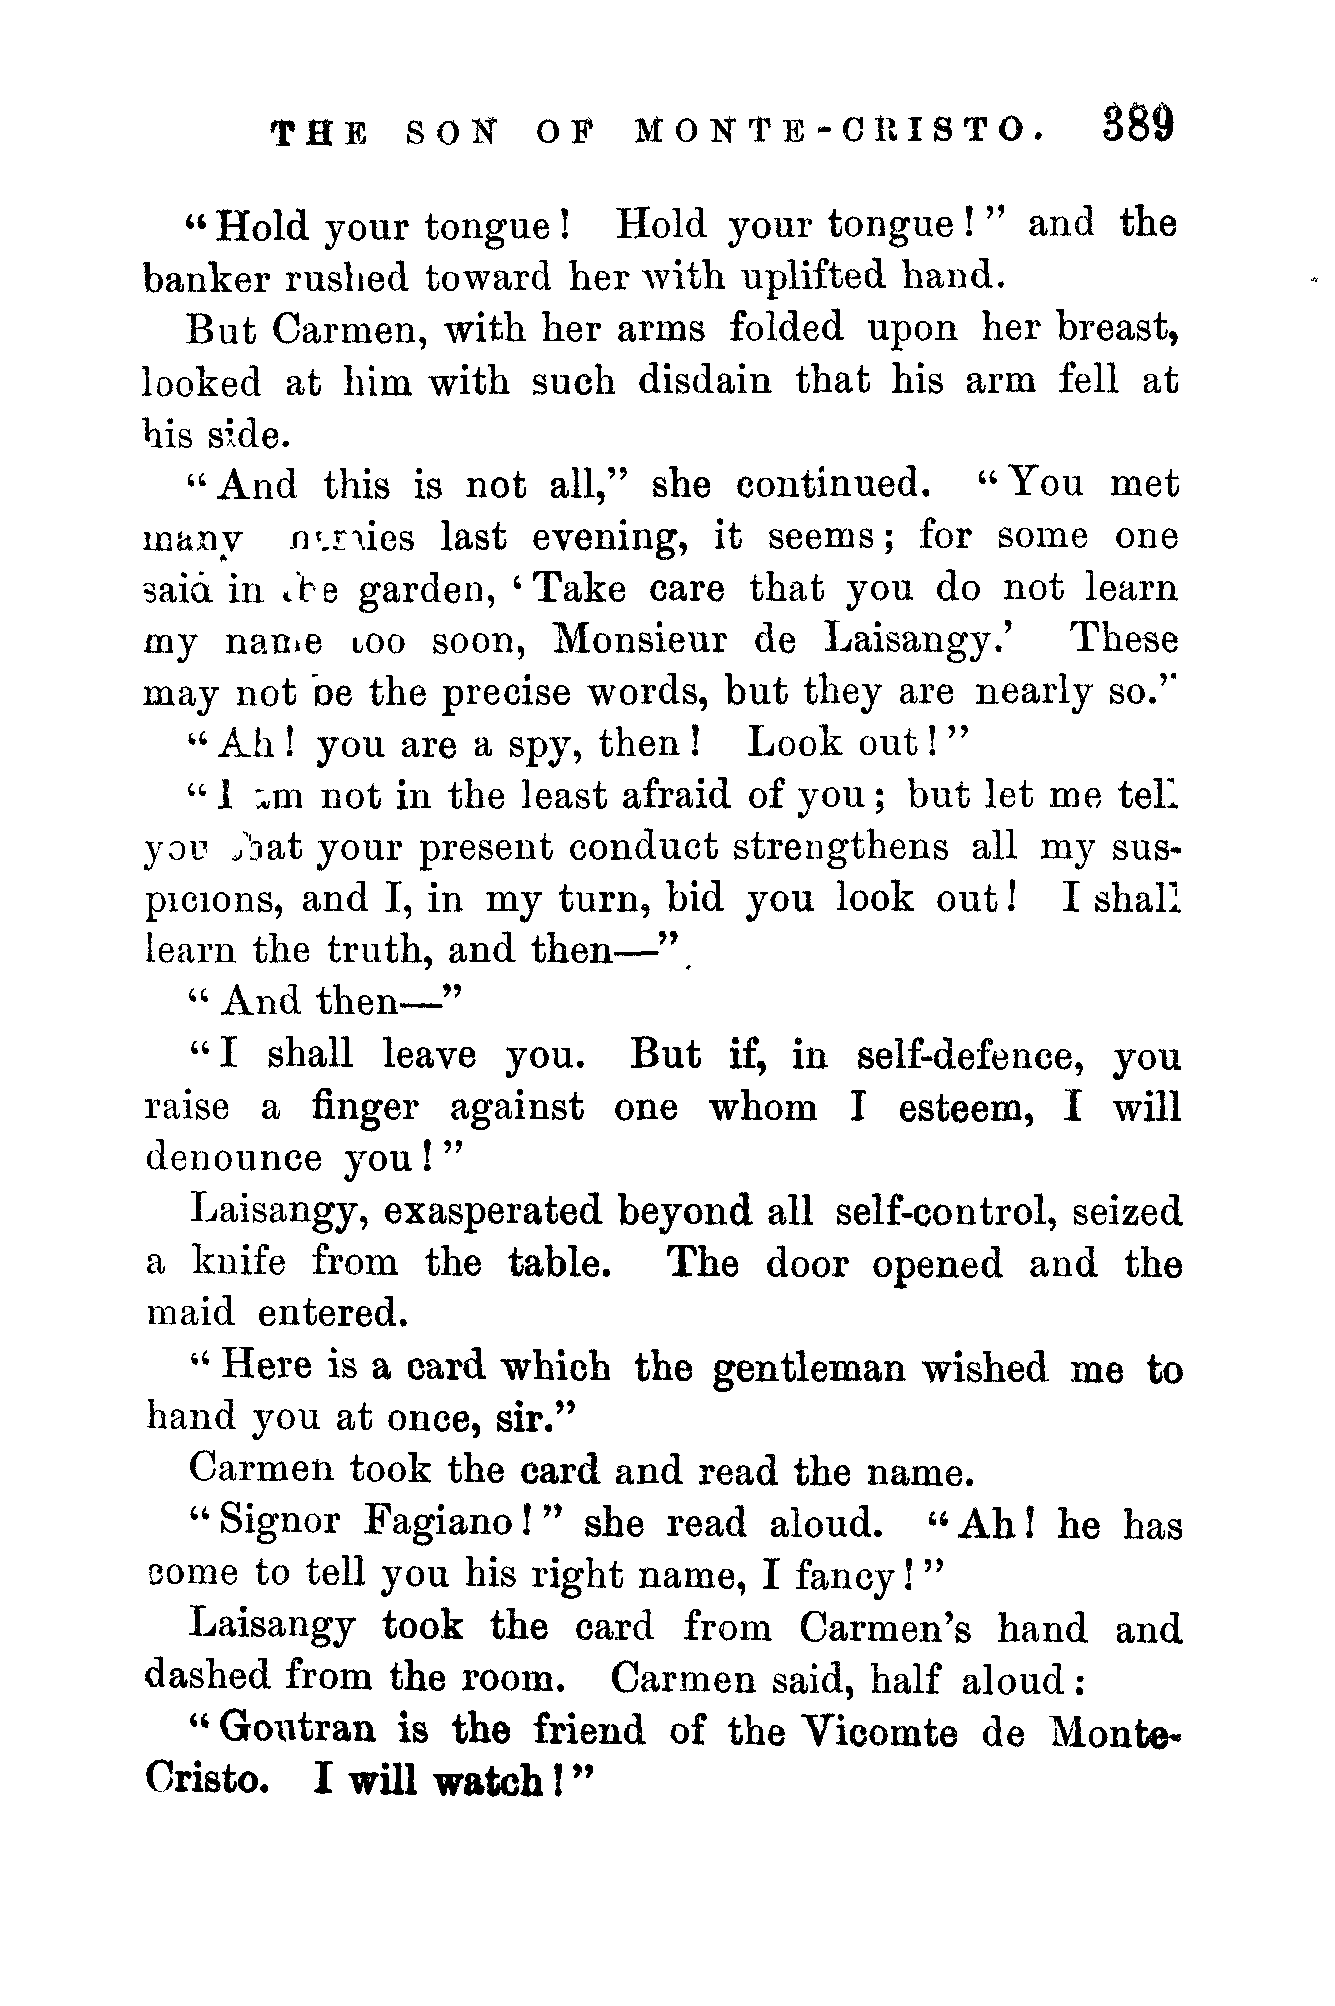 THE SON OF MONTE-CRISTO. 389
“Hold your tongue! Hold your tongue!” and the
banker rushed toward her with uplifted hand.
But Carmen, with her arms folded upon her breast,
looked at him with such disdain that his arm fell at
his side.
“And this is not all,” she continued. “You met
many last evening, it seems; for some one
said in the garden, ‘Take care that you do not learn
my name too soon, Monsieur de Laisangy.’ These
may not be the precise words, but they are nearly so.”
“Ah! you are a spy, then! Look out!”
“I am not in the least afraid of you; but let me tell
you that your present conduct strengthens all my sus-
picions, and I, in my turn, bid you look out! I shall
learn the truth, and then—”
“And then—”
“I shall leave you. But if, in self-defence, you
raise a finger against one whom I esteem, I will
denounce you!”
Laisangy, exasperated beyond all self-control, seized
a knife from the table. The door opened and the
maid entered.
“Here is a card which the gentleman wished me to
hand you at once, sir.”
Carmen took the card and read the name.
“Signor Fagiano!” she read aloud. “Ah! he has
come to tell you his right name, I fancy!”
Laisangy took the card from Carmen’s hand and
dashed from the room. Carmen said, half aloud:
“Goutran is the friend of the Vicomte de Monte-
Cristo. I will watch!”